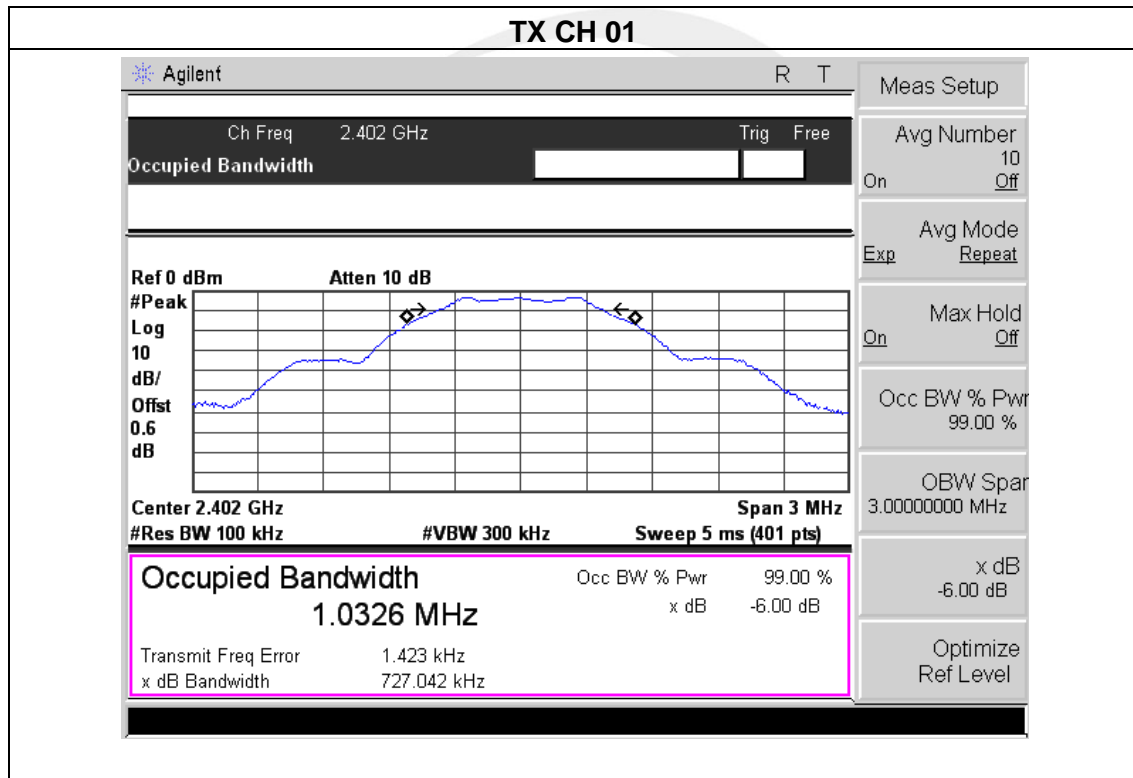 TX CH 01
Agilent R T
Meas Setup
Ch Freq 2.402 GHz Trig Free
Occupied Bandwidth
Avg Number
10
On Off
Avg Mode
Exp Repeat
Ref 0 dBm Atten 10 dB
#Peak
Log
10
dB/
Offst
0.6
dB
Max Hold
On Off
Occ BW % Pwr
99.00 %
Center 2.402 GHz Span 3 MHz
#Res BW 100 kHz #VBW 300 kHz Sweep 5 ms (401 pts)
OBW Span
3.00000000 MHz
Occupied Bandwidth Occ BW % Pwr 99.00 %
1.0326 MHz x dB -6.00 dB
x dB
-6.00 dB
Transmit Freq Error 1.423 kHz
x dB Bandwidth 727.042 kHz
Optimize
Ref Level